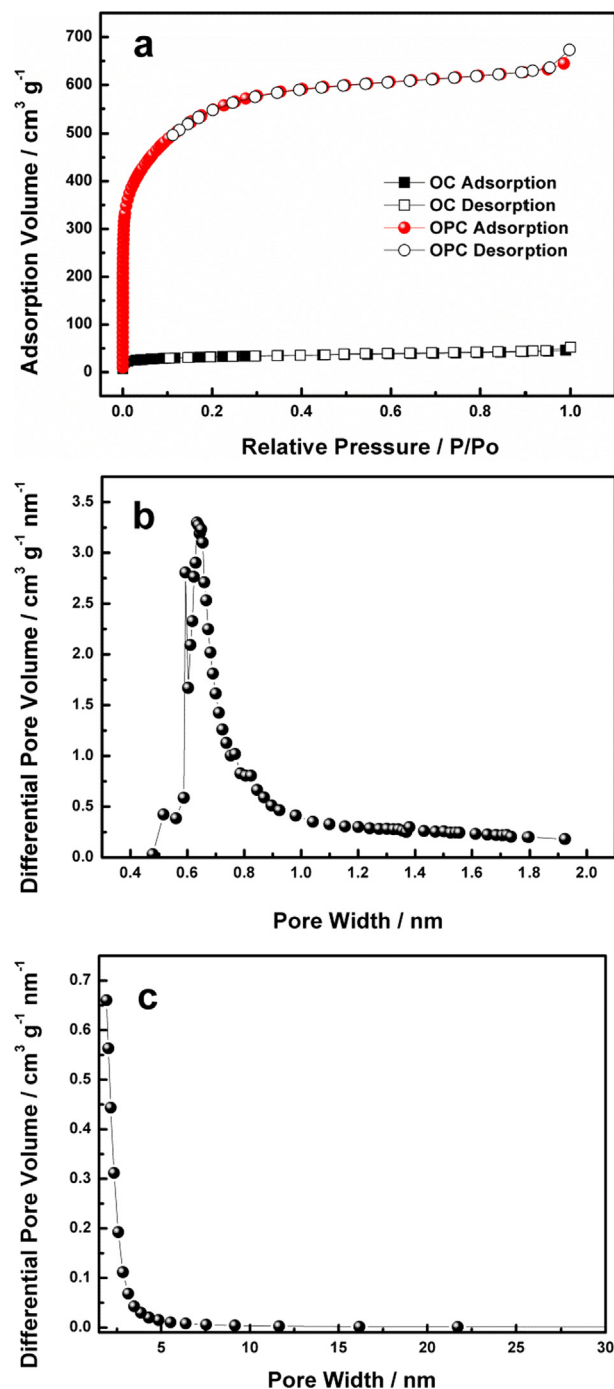 a
700
600
500
400
300
200
100
0
Adsorption Volume / cm³ g⁻¹
OC Adsorption
OC Desorption
OPC Adsorption
OPC Desorption
0.0 0.2 0.4 0.6 0.8 1.0
Relative Pressure / P/Po
b
3.5
3.0
2.5
2.0
1.5
1.0
0.5
0.0
Differential Pore Volume / cm³ g⁻¹ nm⁻¹
0.4 0.6 0.8 1.0 1.2 1.4 1.6 1.8 2.0
Pore Width / nm
c
0.7
0.6
0.5
0.4
0.3
0.2
0.1
0.0
Differential Pore Volume / cm³ g⁻¹ nm⁻¹
5 10 15 20 25 30
Pore Width / nm